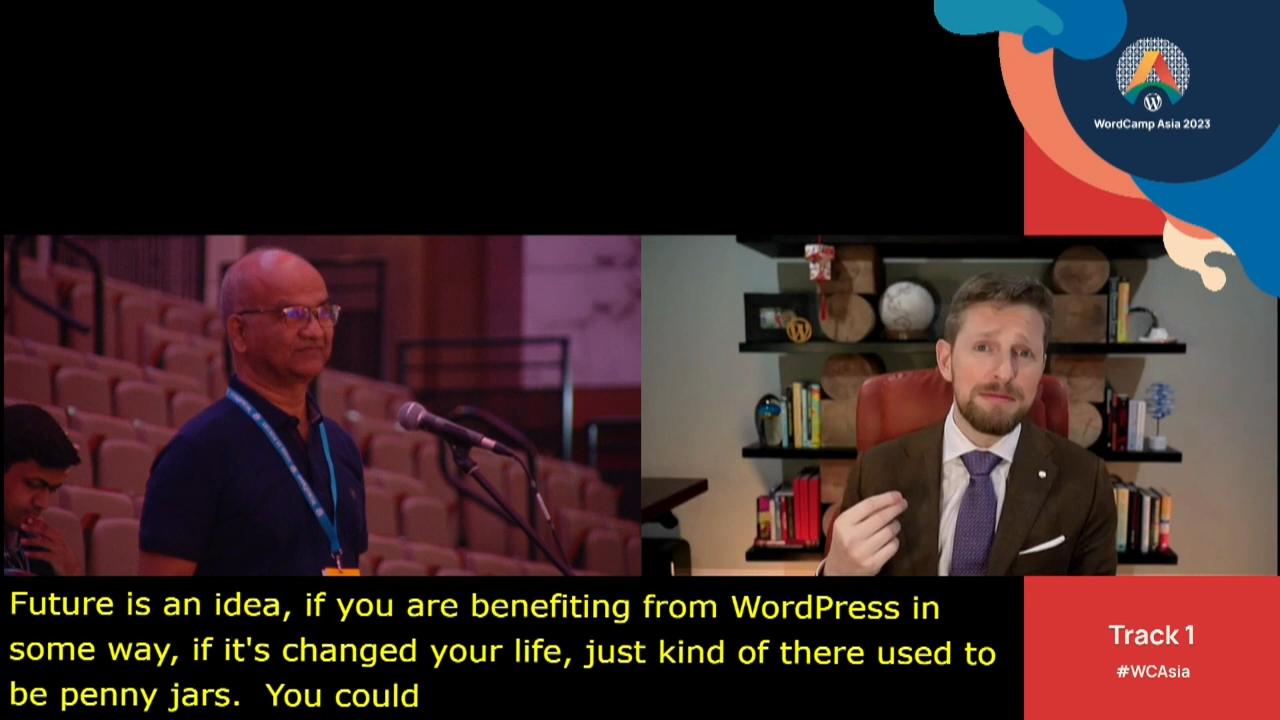 WordCamp Asia 2023
Future is an idea, if you are benefiting from WordPress in
some way, if it's changed your life, just kind of there used to
be penny jars.  You could
Track 1
#WCAsia